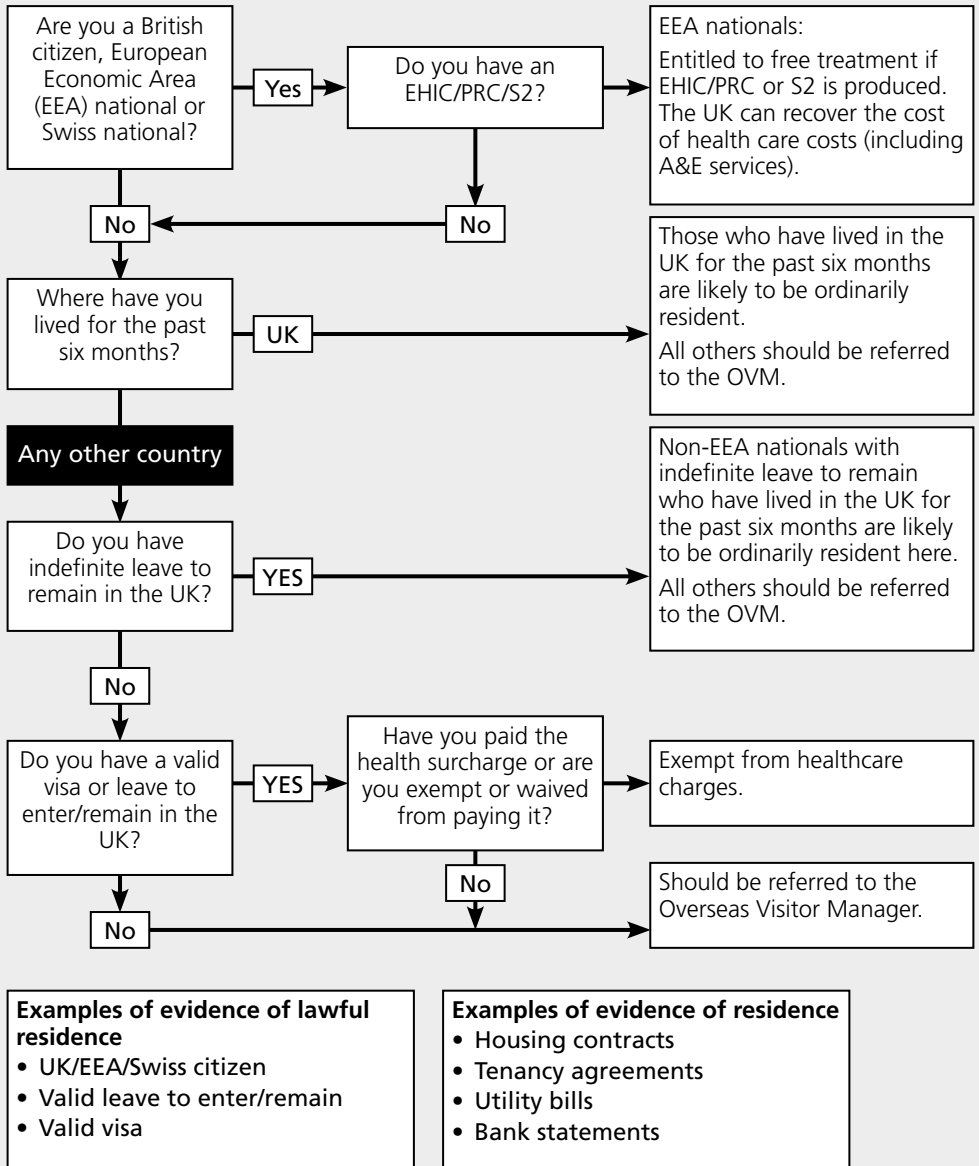 Are you a British
citizen, European
Economic Area
(EEA) national or
Swiss national?
Yes
Do you have an
EHIC/PRC/S2?
EEA nationals:
Entitled to free treatment if
EHIC/PRC or S2 is produced.
The UK can recover the cost
of health care costs (including
A&E services).
No
No
Where have you
lived for the past
six months?
UK
Those who have lived in the
UK for the past six months
are likely to be ordinarily
resident.
All others should be referred
to the OVM.
Any other country
Do you have
indefinite leave to
remain in the UK?
YES
Non-EEA nationals with
indefinite leave to remain
who have lived in the UK for
the past six months are likely
to be ordinarily resident here.
All others should be referred
to the OVM.
No
Do you have a valid
visa or leave to
enter/remain in the
UK?
YES
Have you paid the
health surcharge or are
you exempt or waived
from paying it?
Exempt from healthcare
charges.
No
No
Should be referred to the
Overseas Visitor Manager.
Examples of evidence of lawful
residence
• UK/EEA/Swiss citizen
• Valid leave to enter/remain
• Valid visa
Examples of evidence of residence
• Housing contracts
• Tenancy agreements
• Utility bills
• Bank statements